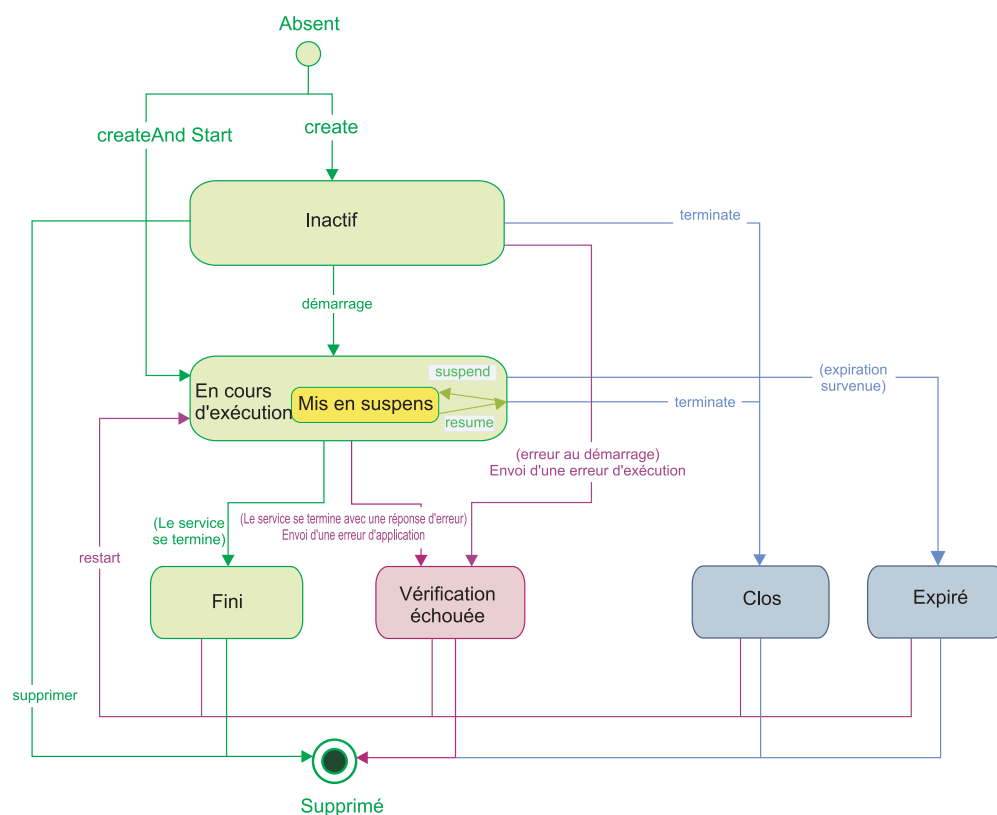 Absent
createAnd Start
create
Inactif
terminate
démarrage
suspend
(expiration
survenue)
En cours
d'exécution
Mis en suspens
terminate
resume
(erreur au démarrage)
Envoi d'une erreur d'exécution
(Le service
se termine)
(Le service se termine avec une réponse d'erreur)
Envoi d'une erreur d'application
restart
Fini
Vérification
échouée
Clos
Expiré
supprimer
Supprimé